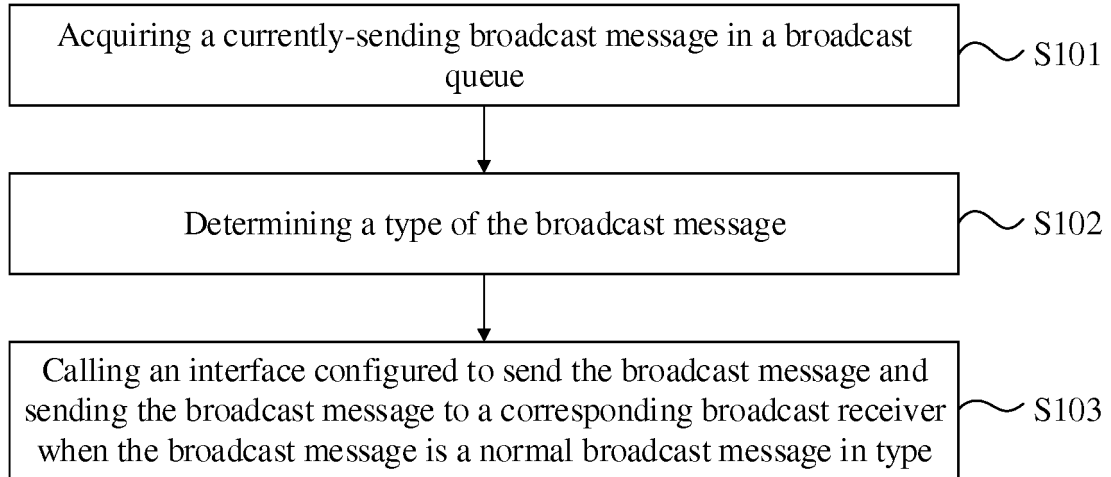 Acquiring a currently-sending broadcast message in a broadcast
queue
S101
Determining a type of the broadcast message
S102
Calling an interface configured to send the broadcast message and
sending the broadcast message to a corresponding broadcast receiver
when the broadcast message is a normal broadcast message in type
S103